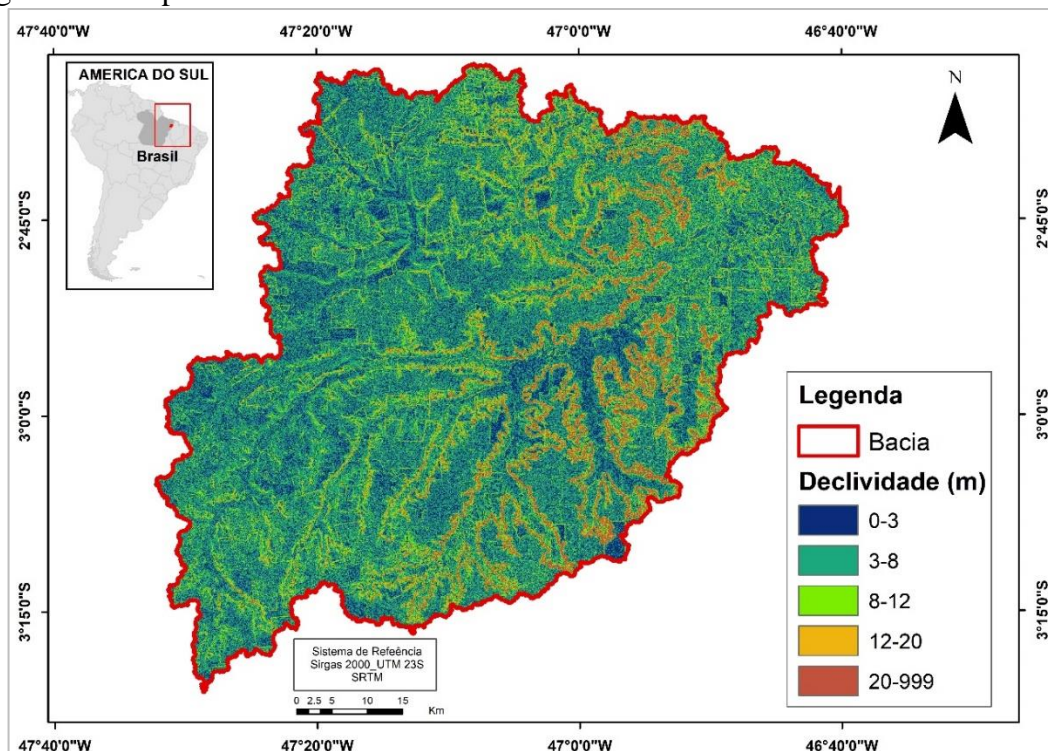 47°40'0"W 47°20'0"W 47°0'0"W 46°40'0"W
AMERICA DO SUL
Brasil
N
2°45'0"S
2°45'0"S
3°0'0"S
3°0'0"S
3°15'0"S
3°15'0"S
Legenda
Bacia
Declividade (m)
0-3
3-8
8-12
12-20
20-999
Sistema de Refeência
Sirgas 2000_UTM 23S
SRTM
0 2.5 5 10 15
Km
47°40'0"W 47°20'0"W 47°0'0"W 46°40'0"W